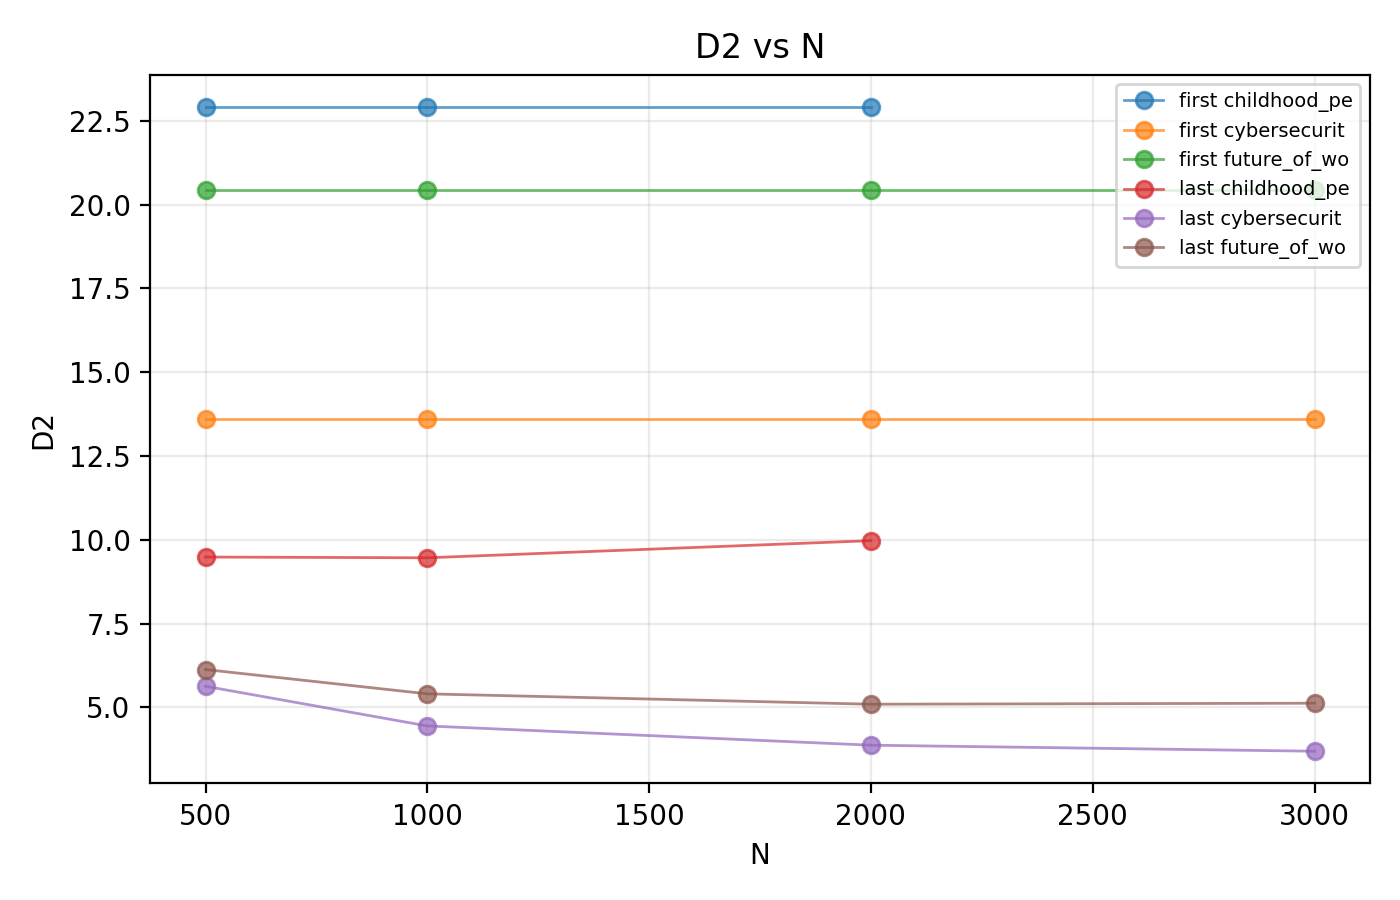 D2 vs N
22.5
20.0
17.5
15.0
12.5
10.0
7.5
5.0
D2
first childhood_pe
first cybersecurit
first future_of_wo
last childhood_pe
last cybersecurit
last future_of_wo
500
1000
1500
2000
2500
3000
N